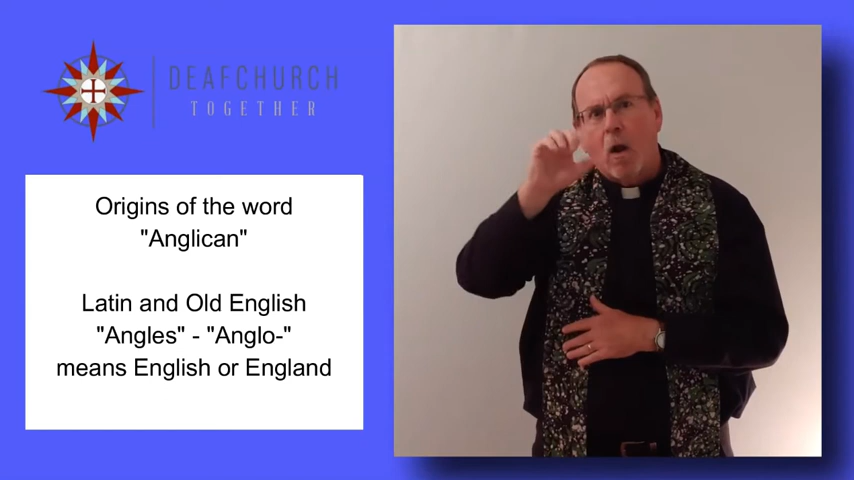 DEAFCHURCH
TOGETHER
Origins of the word
"Anglican"
Latin and Old English
"Angles" - "Anglo-"
means English or England